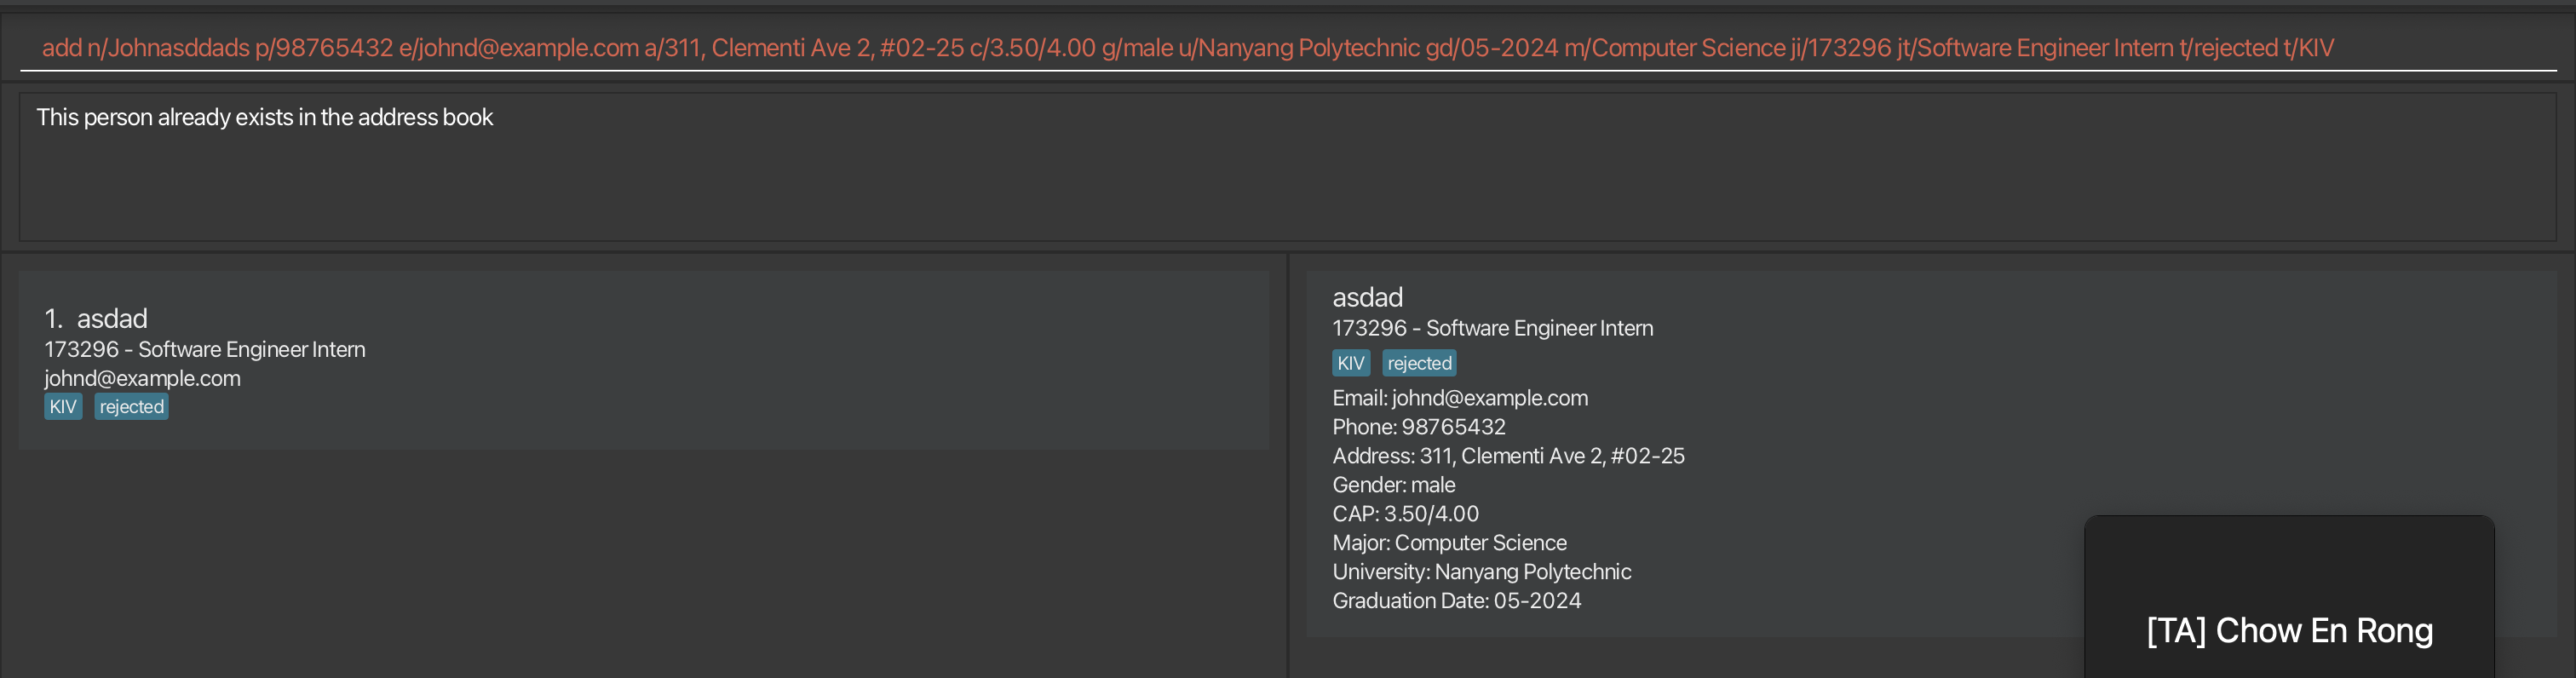 add n/Johnasddads p/98765432 e/johnd@example.com a/311, Clementi Ave 2, #02-25 c/3.50/4.00 g/male u/Nanyang Polytechnic gd/05-2024 m/Computer Science ji/173296 jt/Software Engineer Intern t/rejected t/KIV
This person already exists in the address book
1. asdad
173296 - Software Engineer Intern
johnd@example.com
KIV rejected
asdad
173296 - Software Engineer Intern
KIV rejected
Email: johnd@example.com
Phone: 98765432
Address: 311, Clementi Ave 2, #02-25
Gender: male
CAP: 3.50/4.00
Major: Computer Science
University: Nanyang Polytechnic
Graduation Date: 05-2024
[TA] Chow En Rong